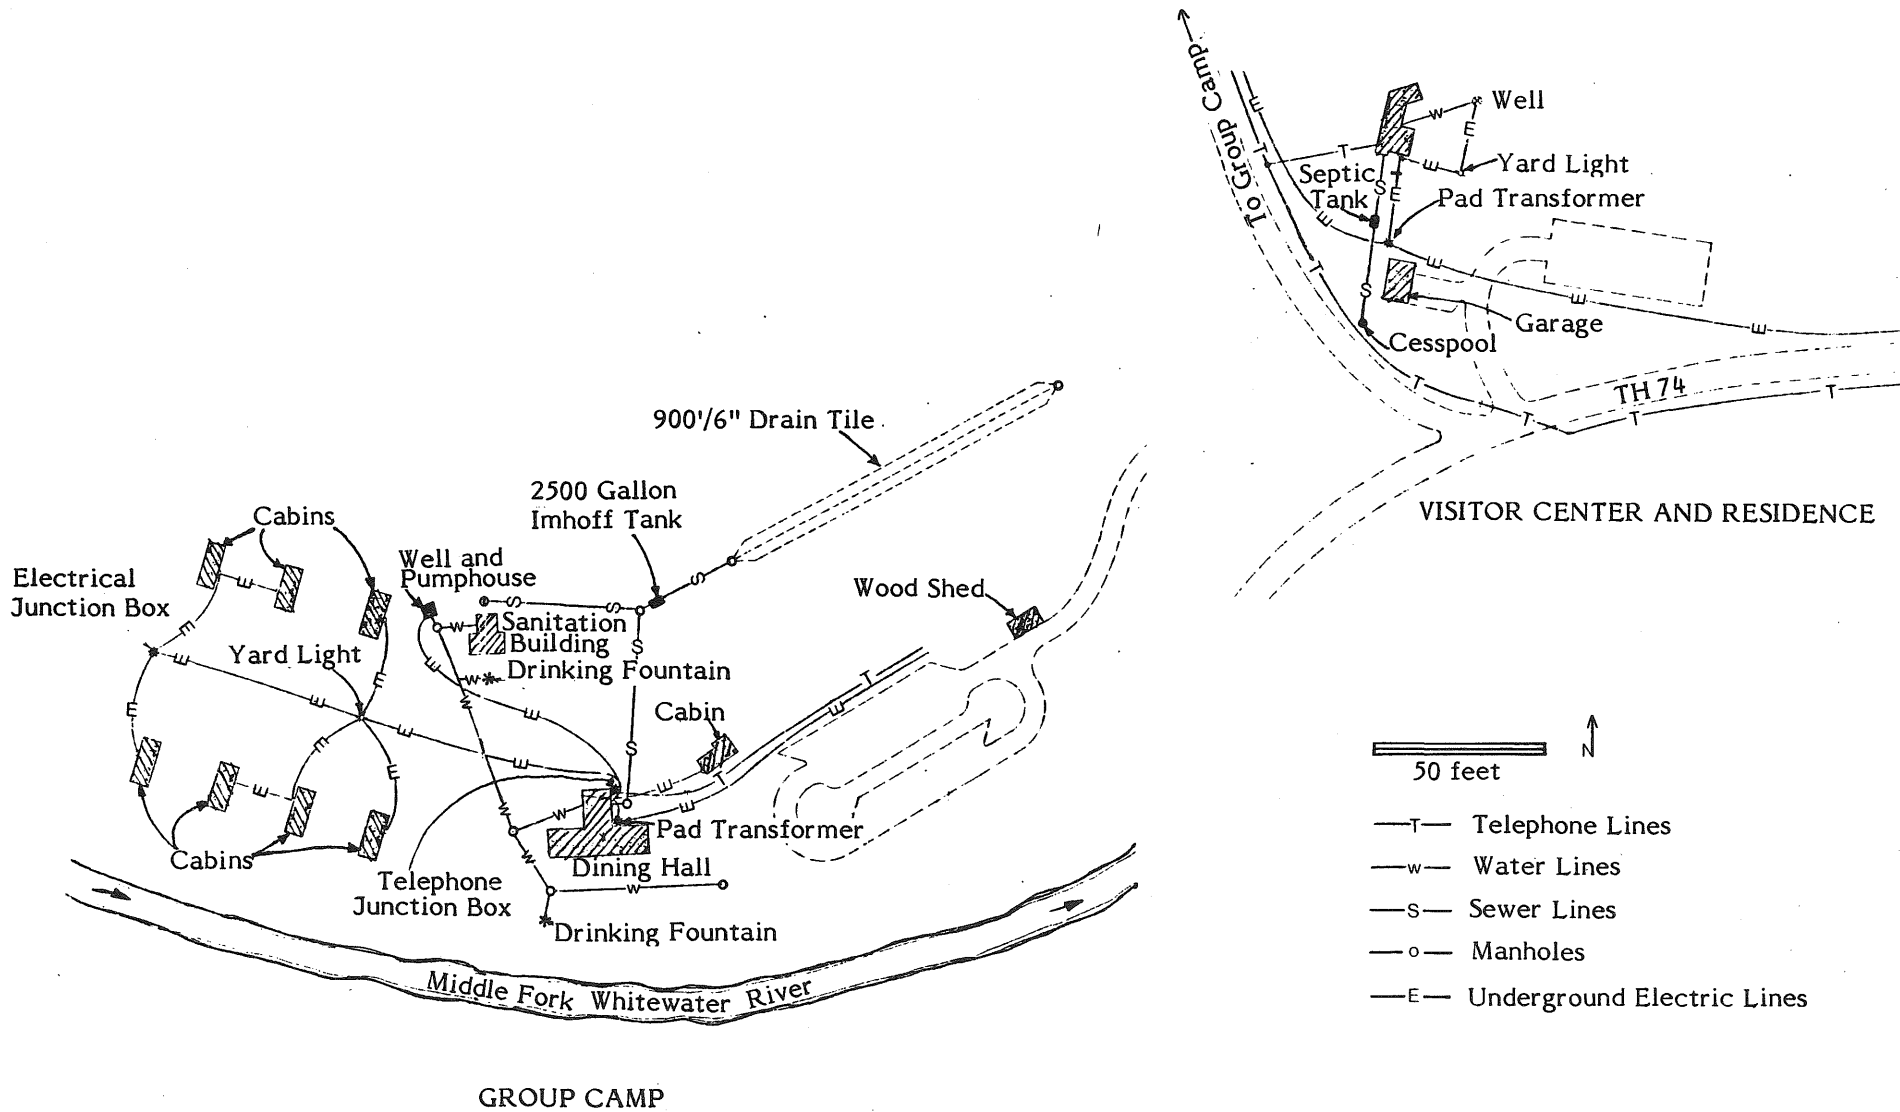 To Group Camp
Well
Yard Light
Septic
Tank
Pad Transformer
Garage
Cesspool
TH 74
VISITOR CENTER AND RESIDENCE
900'/6" Drain Tile
2500 Gallon
Imhoff Tank
Cabins
Well and
Pumphouse
Electrical
Junction Box
Sanitation
Building
Wood Shed
Yard Light
Drinking Fountain
Cabin
Pad Transformer
Dining Hall
Cabins
Telephone
Junction Box
Drinking Fountain
Middle Fork Whitewater River
GROUP CAMP
N
50 feet
T Telephone Lines
W Water Lines
S Sewer Lines
o Manholes
E Underground Electric Lines